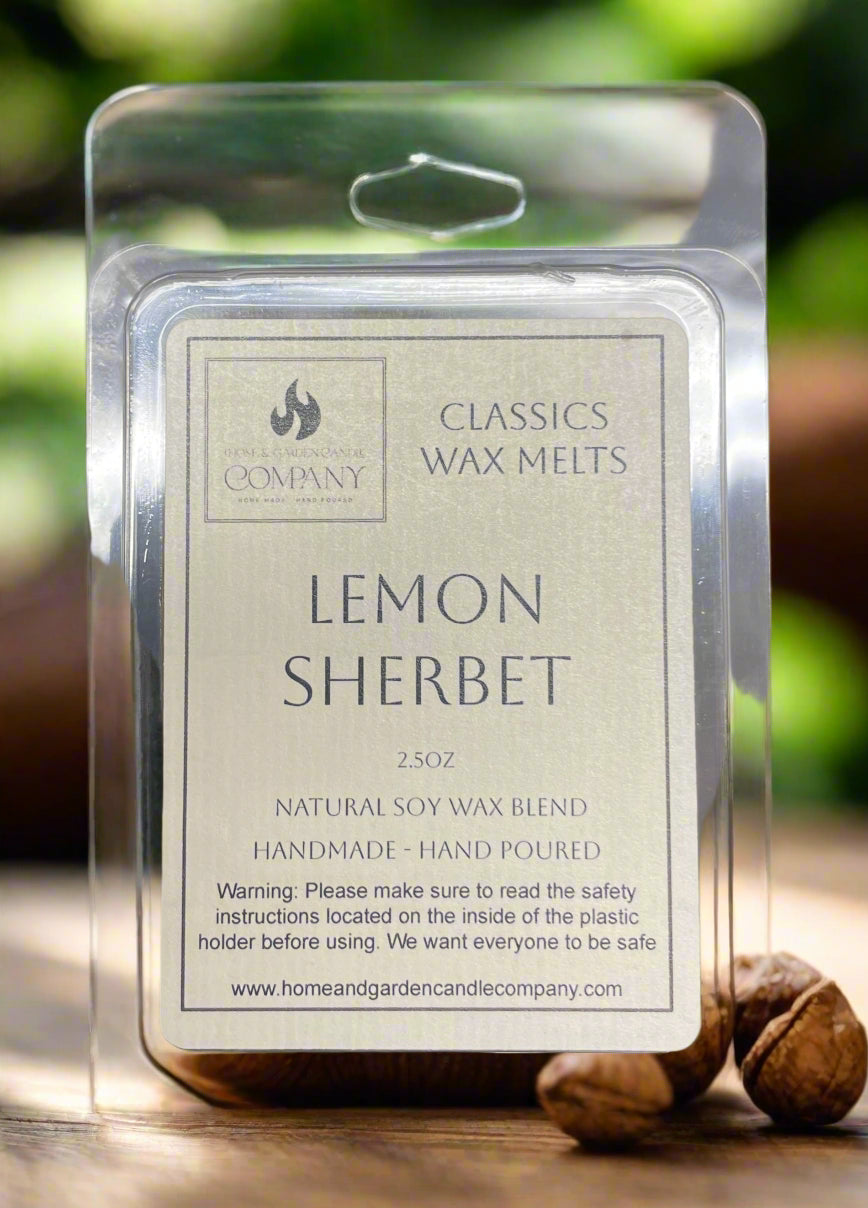 HOME & GARDEN CANDLE
COMPANY
HOME MADE HAND POURED
CLASSICS
WAX MELTS
LEMON
SHERBET
2.5OZ
NATURAL SOY WAX BLEND
HANDMADE - HAND POURED
Warning: Please make sure to read the safety
instructions located on the inside of the plastic
holder before using. We want everyone to be safe
www.homeandgardencandlecompany.com